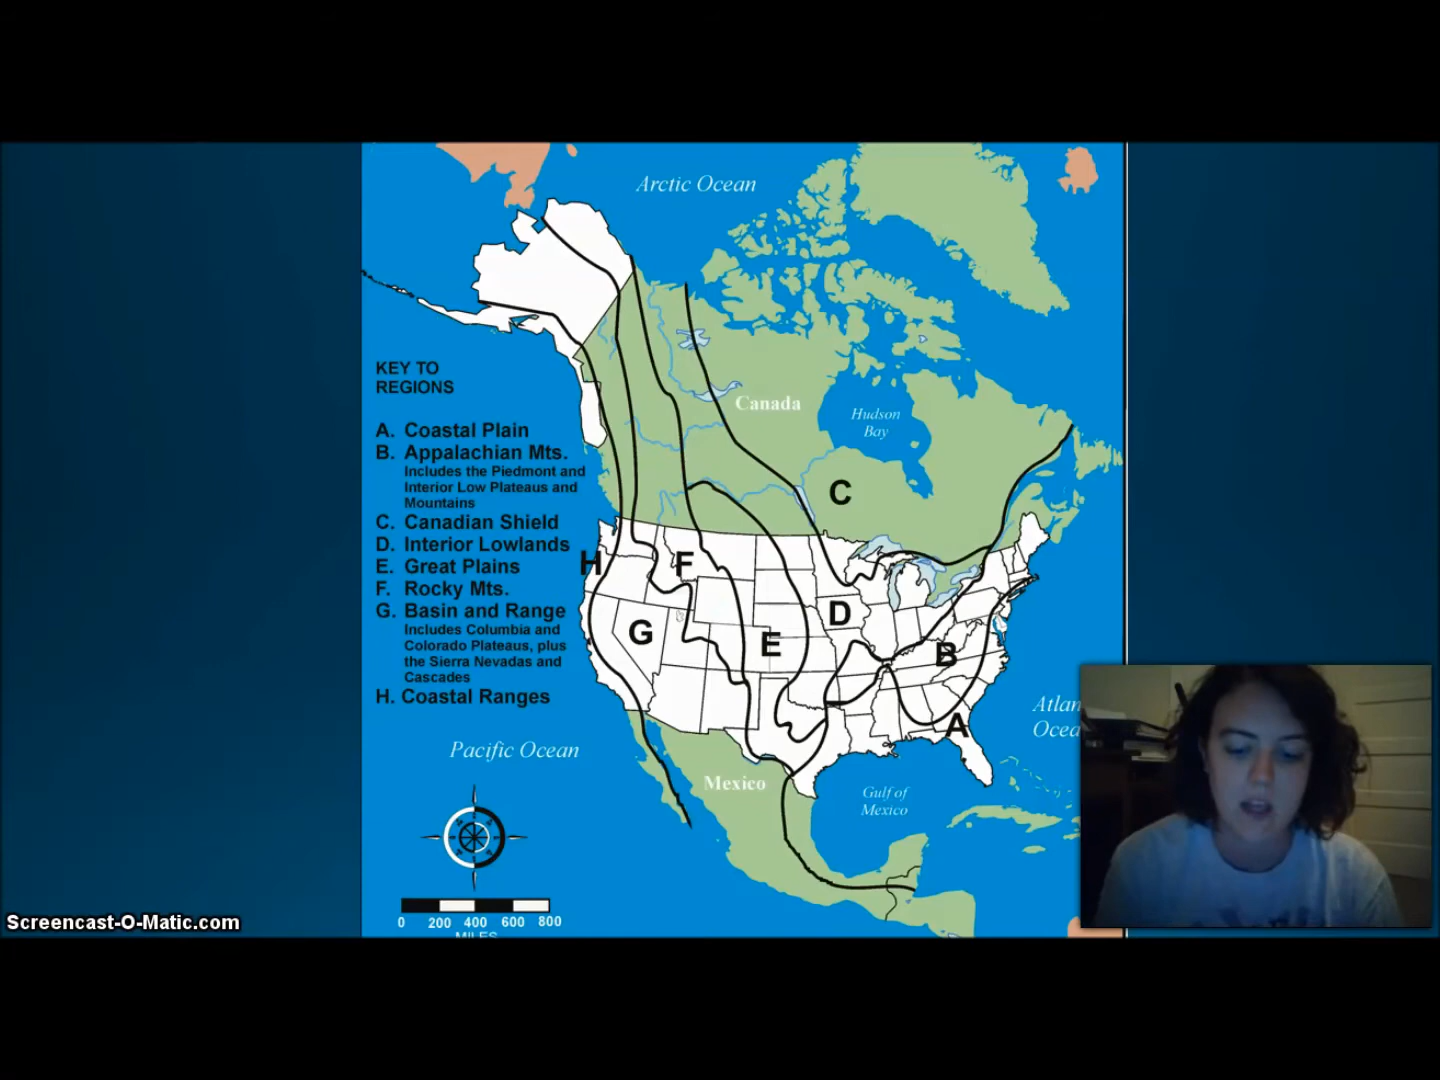 Arctic Ocean
KEY TO
REGIONS
Canada
Hudson
Bay
A. Coastal Plain
B. Appalachian Mts.
Includes the Piedmont and
Interior Low Plateaus and
Mountains
C. Canadian Shield
D. Interior Lowlands
E. Great Plains
F. Rocky Mts.
G. Basin and Range
Includes Columbia and
Colorado Plateaus, plus
the Sierra Nevadas and
Cascades
H. Coastal Ranges
C
H
F
D
G
E
B
A
Atlan
Ocea
Pacific Ocean
Mexico
Gulf of
Mexico
0 200 400 600 800
MILES
Screencast-O-Matic.com